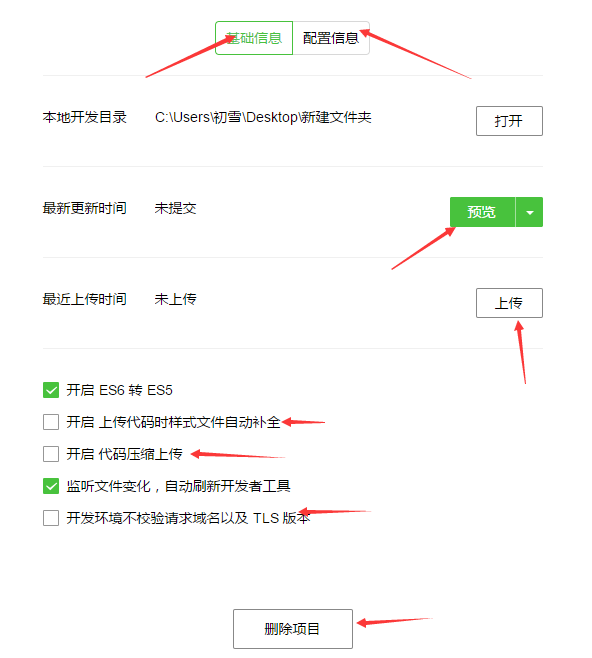 基础信息 配置信息
本地开发目录 C:\Users\初雪\Desktop\新建文件夹 打开
最新更新时间 未提交 预览
最近上传时间 未上传 上传
开启 ES6 转 ES5
开启 上传代码时样式文件自动补全
开启 代码压缩上传
监听文件变化，自动刷新开发者工具
开发环境不校验请求域名以及 TLS 版本
删除项目